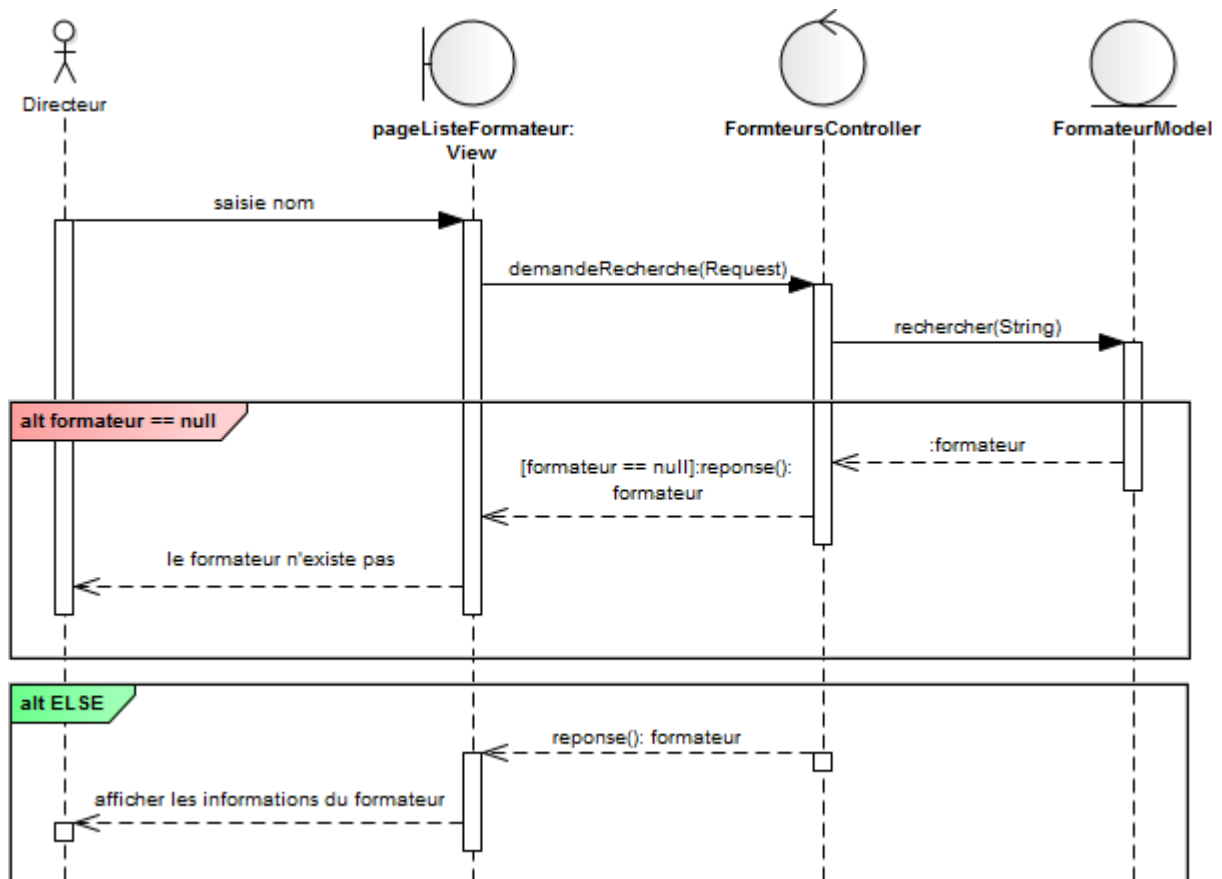 Directeur
pageListeFormateur:
View
FormteursController
FormateurModel
saisie nom
demandeRecherche(Request)
rechercher(String)
alt formateur == null
:formateur
[formateur == null]:reponse():
formateur
le formateur n'existe pas
alt ELSE
reponse(): formateur
afficher les informations du formateur